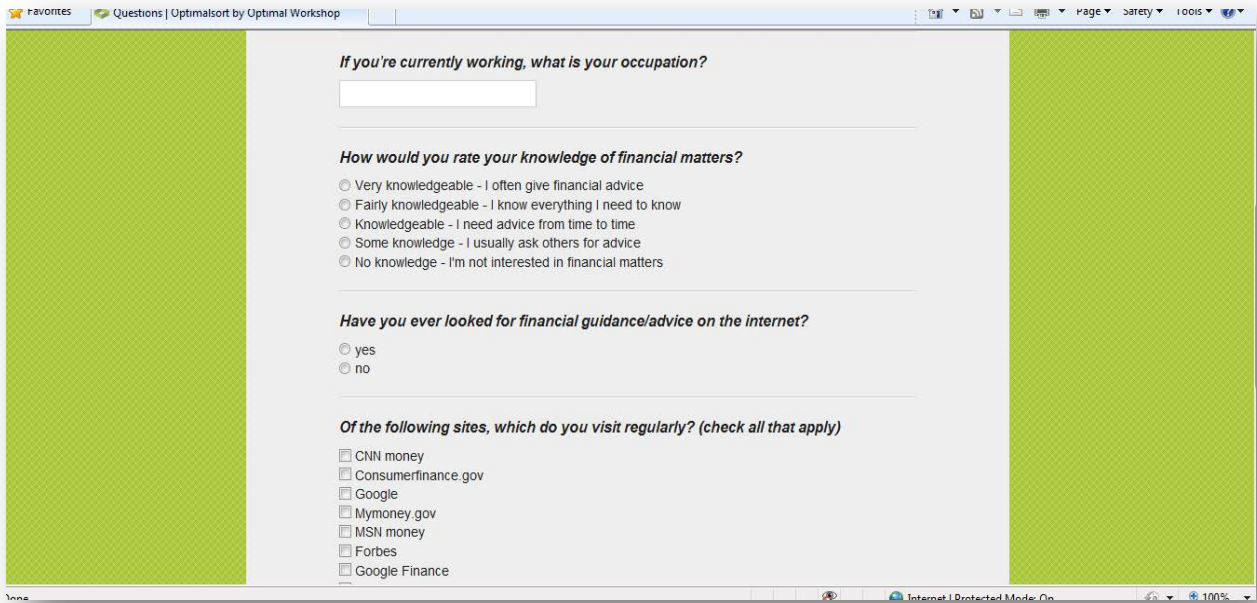 Favorites Questions | Optimalsort by Optimal Workshop Page Safety Tools
If you're currently working, what is your occupation?
How would you rate your knowledge of financial matters?
Very knowledgeable - I often give financial advice
Fairly knowledgeable - I know everything I need to know
Knowledgeable - I need advice from time to time
Some knowledge - I usually ask others for advice
No knowledge - I'm not interested in financial matters
Have you ever looked for financial guidance/advice on the internet?
yes
no
Of the following sites, which do you visit regularly? (check all that apply)
CNN money
Consumerfinance.gov
Google
Mymoney.gov
MSN money
Forbes
Google Finance
Done Internet | Protected Mode: On 100%